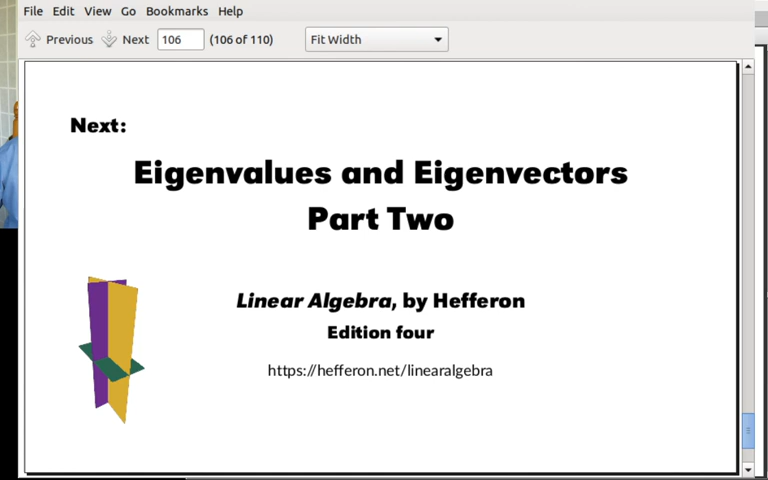 File Edit View Go Bookmarks Help
Previous Next 106 (106 of 110) Fit Width
Next:
Eigenvalues and Eigenvectors
Part Two
Linear Algebra, by Hefferon
Edition four
https://hefferon.net/linearalgebra